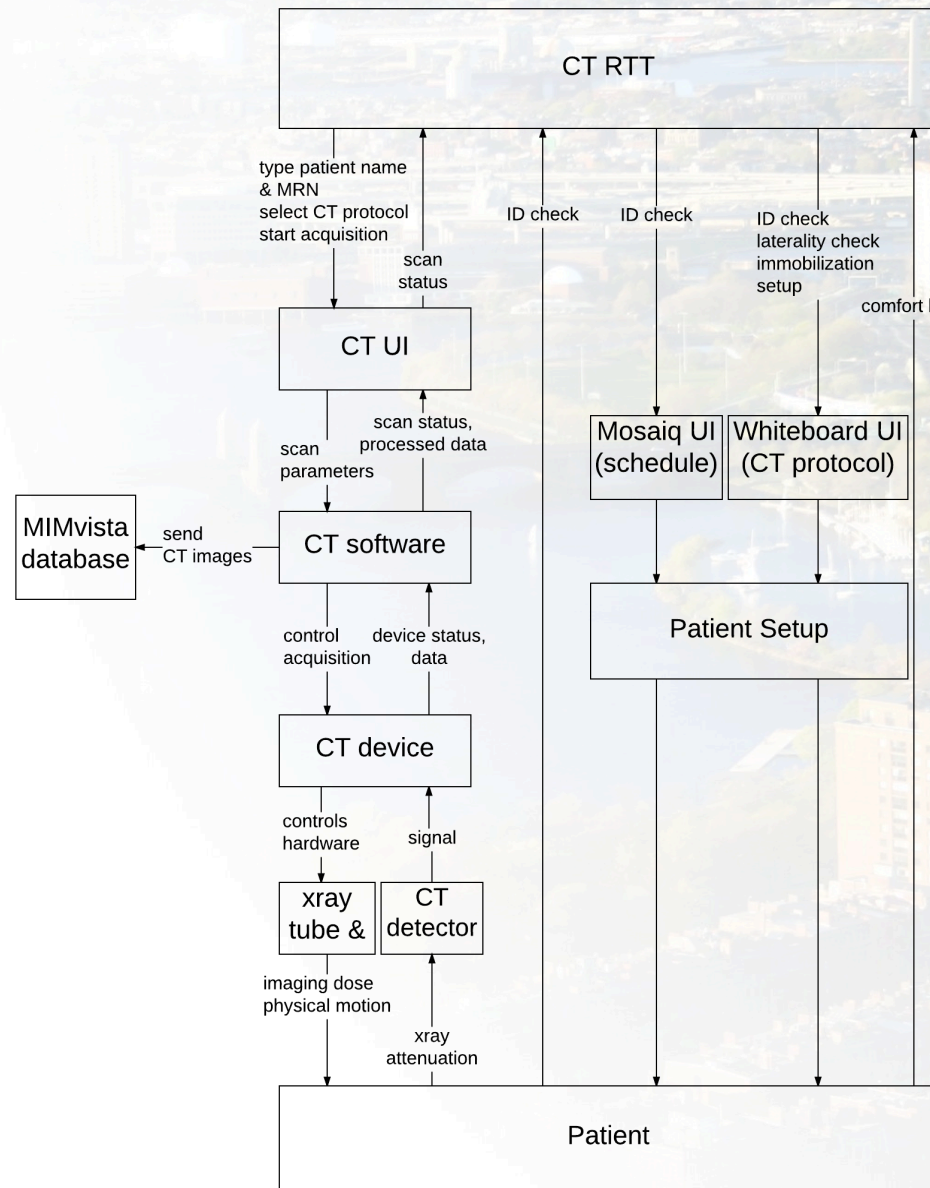 CT RTT
type patient name
& MRN
select CT protocol
start acquisition
scan
status
ID check
ID check
ID check
laterality check
immobilization
setup
comfort
CT UI
scan
parameters
scan status,
processed data
Mosaiq UI
(schedule)
Whiteboard UI
(CT protocol)
MIMvista
database
send
CT images
CT software
control
acquisition
device status,
data
Patient Setup
CT device
controls
hardware
signal
xray
tube &
CT
detector
imaging dose
physical motion
xray
attenuation
Patient